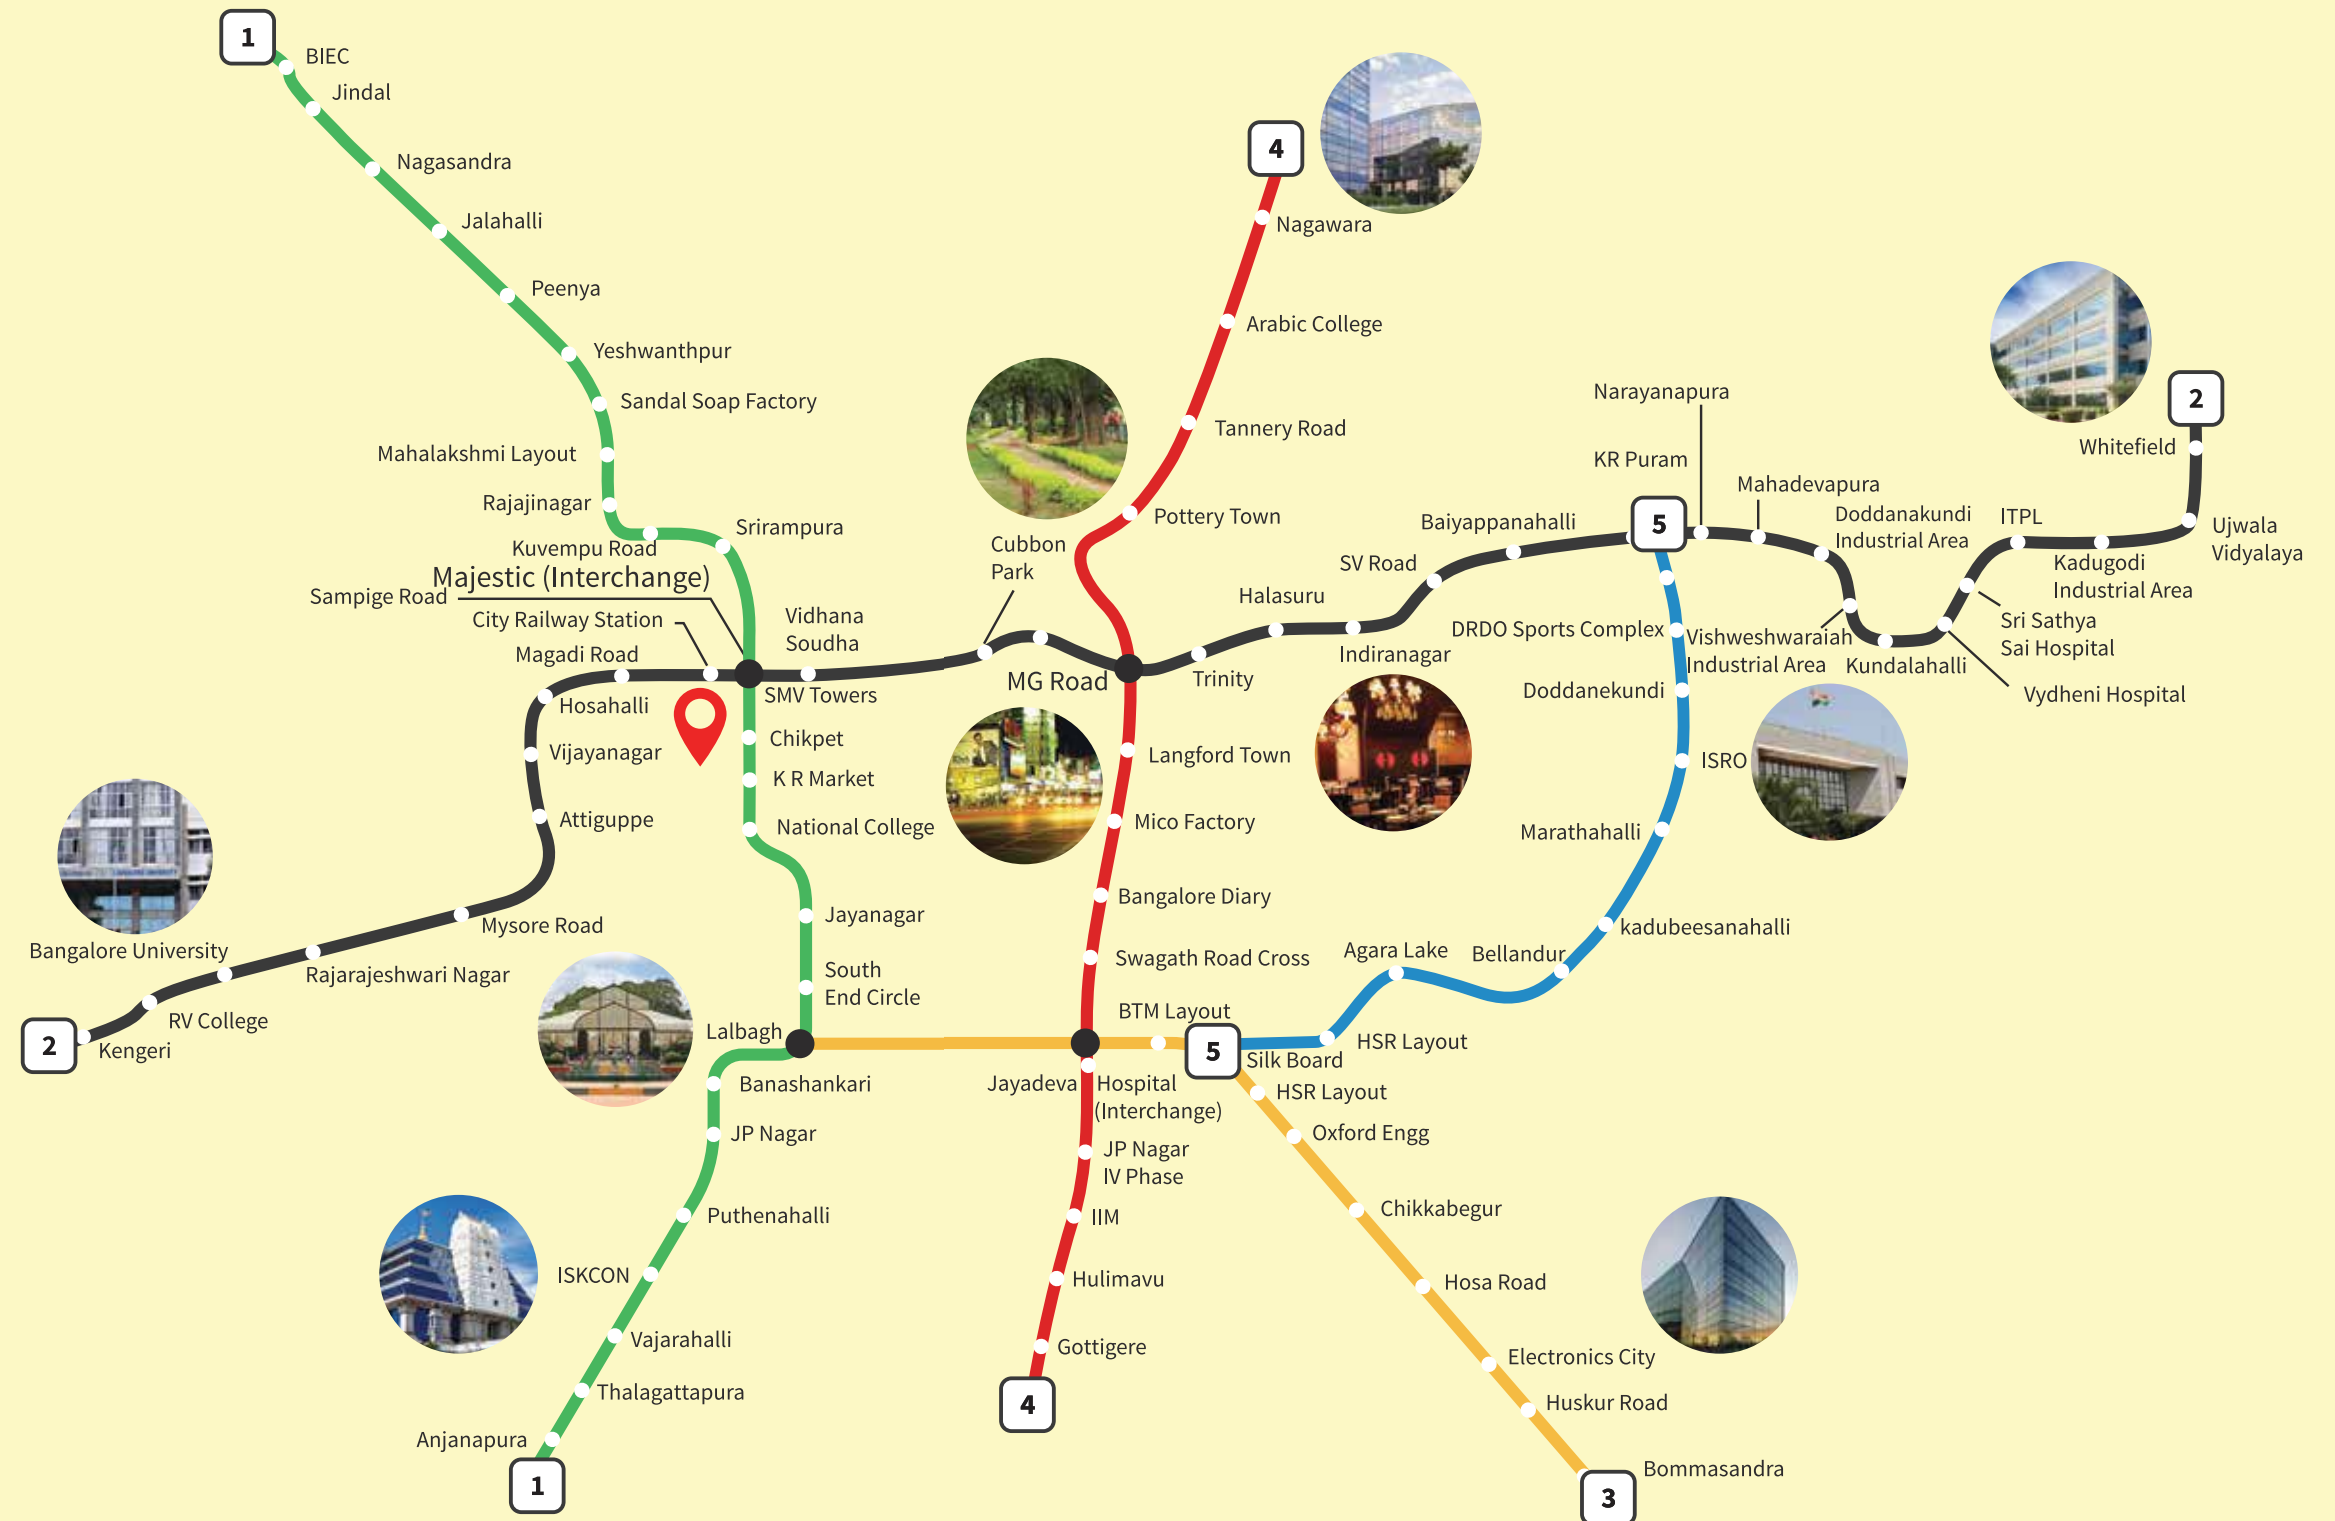 1
BIEC
Jindal
Nagasandra
Jalahalli
Peenya
Yeshwanthpur
Sandal Soap Factory
Mahalakshmi Layout
Rajajinagar
Kuvempu Road
Srirampura
Majestic (Interchange)
Sampige Road
City Railway Station
Magadi Road
Hosahalli
Vijayanagar
Attiguppe
Mysore Road
Rajarajeshwari Nagar
Bangalore University
RV College
Kengeri
2
Vidhana
Soudha
SMV Towers
Chikpet
K R Market
National College
Jayanagar
South
End Circle
Lalbagh
Banashankari
JP Nagar
Puthenahalli
ISKCON
Vajarahalli
Thalagattapura
Anjanapura
1
4
Nagawara
Arabic College
Tannery Road
Pottery Town
Cubbon
Park
MG Road
Trinity
Halasuru
Indiranagar
SV Road
Baiyappanahalli
Langford Town
Mico Factory
Bangalore Diary
Swagath Road Cross
BTM Layout
Jayadeva Hospital
(Interchange)
JP Nagar
IV Phase
IIM
Hulimavu
Gottigere
4
Narayanapura
KR Puram
5
Mahadevapura
Doddanakundi
Industrial Area
Vishweshwaraiah
Industrial Area
Kundalahalli
Vydheni Hospital
Sri Sathya
Sai Hospital
ITPL
Kadugodi
Industrial Area
Ujwala
Vidyalaya
Whitefield
2
DRDO Sports Complex
Doddanekundi
ISRO
Marathahalli
kadubeesanahalli
Bellandur
Agara Lake
HSR Layout
5
Silk Board
HSR Layout
Oxford Engg
Chikkabegur
Hosa Road
Electronics City
Huskur Road
Bommasandra
3